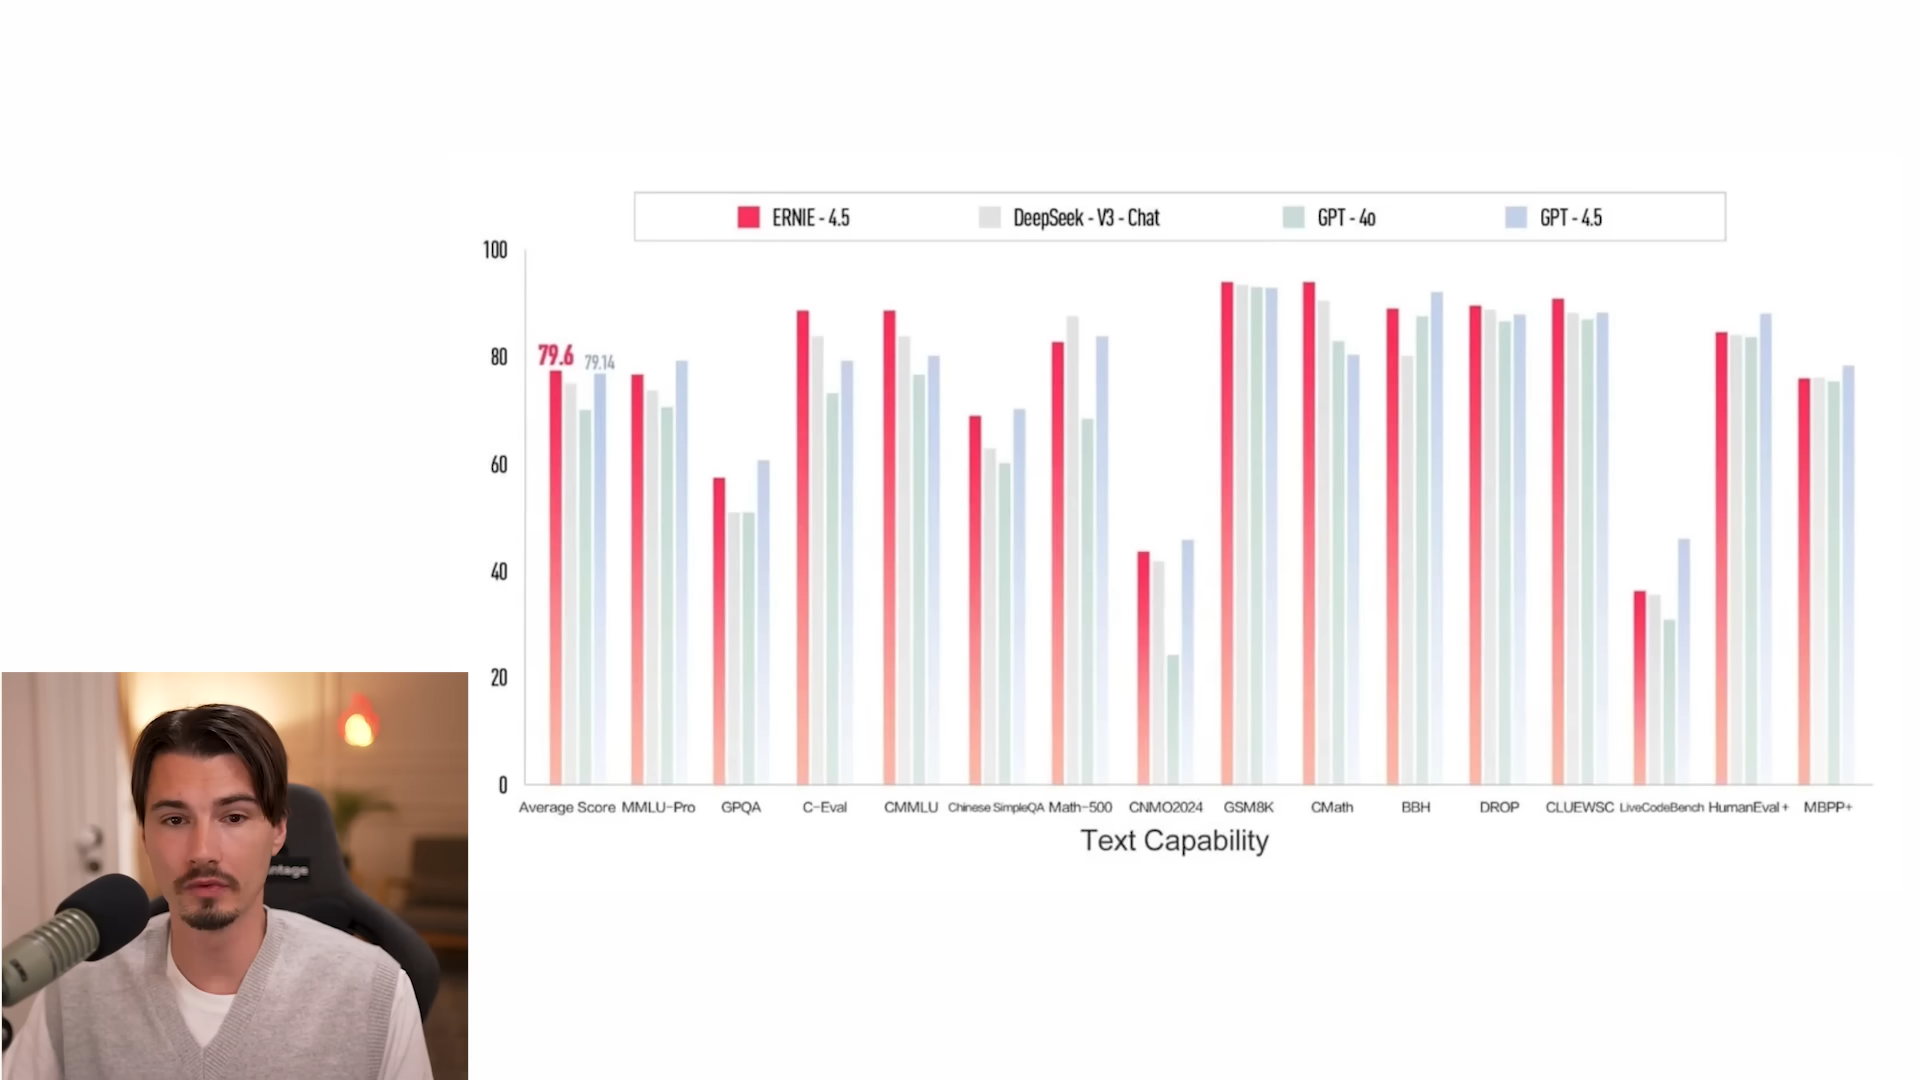 ERNIE - 4.5 DeepSeek - V3 - Chat GPT - 4o GPT - 4.5
100
80
60
40
20
0
79.6 79.14
Average Score MMLU-Pro GPQA C-Eval CMMLU Chinese SimpleQA Math-500 CNMO2024 GSM8K CMath BBH DROP CLUEWSC LiveCodeBench HumanEval + MBPP+
Text Capability